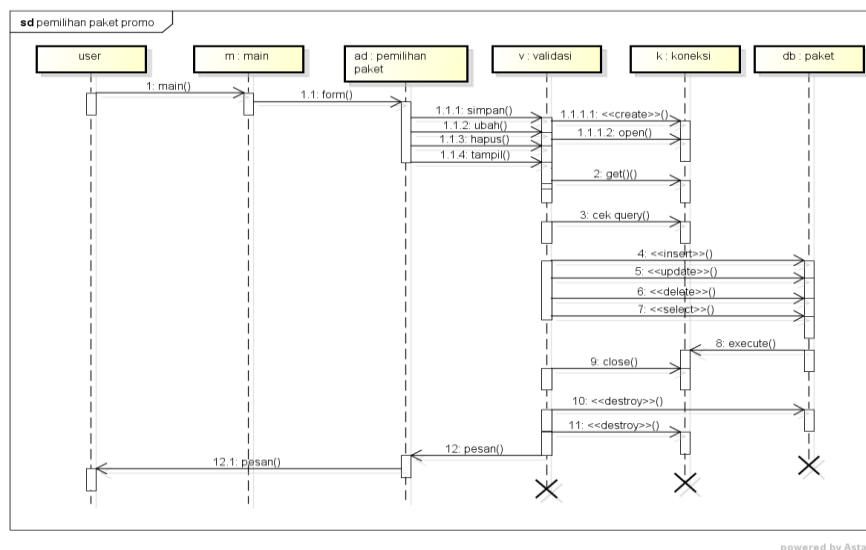 sd pemilihan paket promo
user
m : main
ad : pemilihan
paket
v : validasi
k : koneksi
db : paket
1: main()
1.1: form()
1.1.1: simpan()
1.1.1.1: <<create>>()
1.1.2: ubah()
1.1.1.2: open()
1.1.3: hapus()
1.1.4: tampil()
2: get()()
3: cek query()
4: <<insert>>()
5: <<update>>()
6: <<delete>>()
7: <<select>>()
8: execute()
9: close()
10: <<destroy>>()
11: <<destroy>>()
12: pesan()
12.1: pesan()
powered by Asta